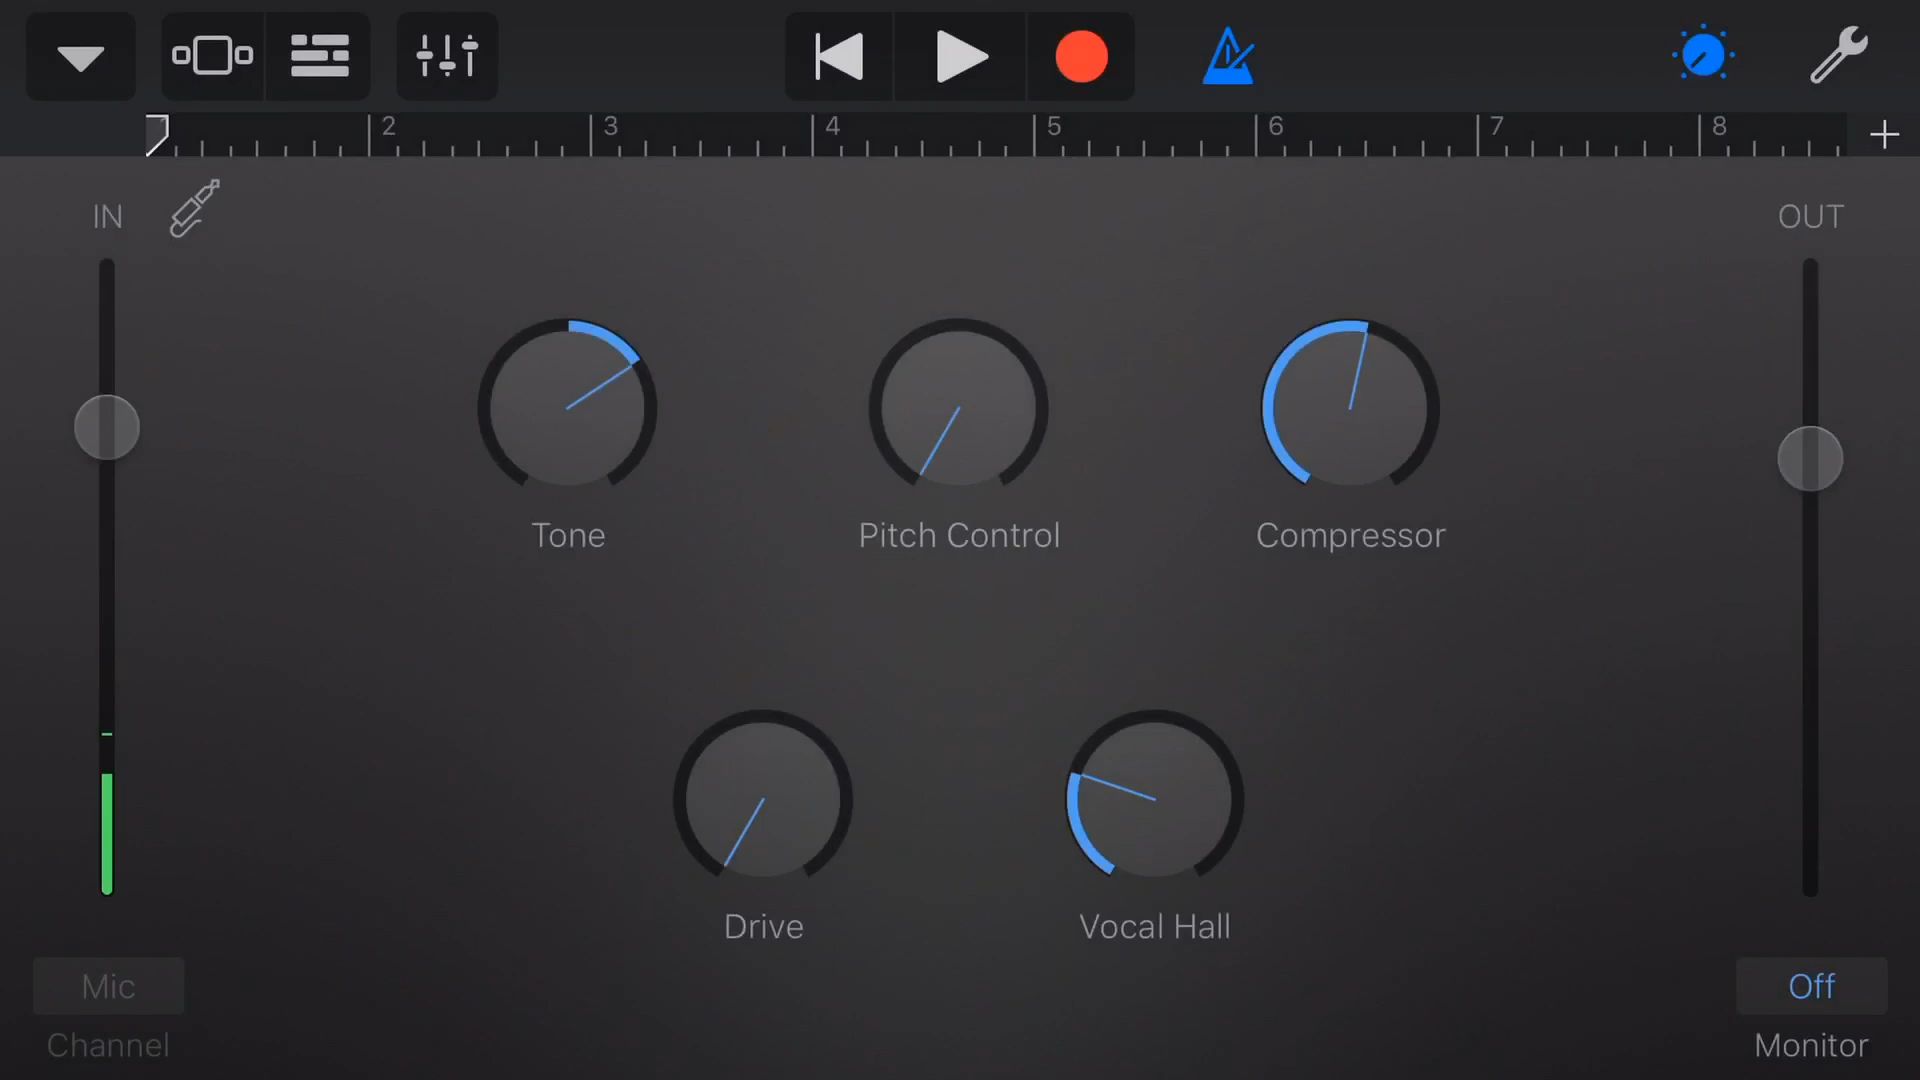 2 3 4 5 6 7 8
IN
OUT
Tone Pitch Control Compressor
Drive Vocal Hall
Mic
Off
Channel
Monitor